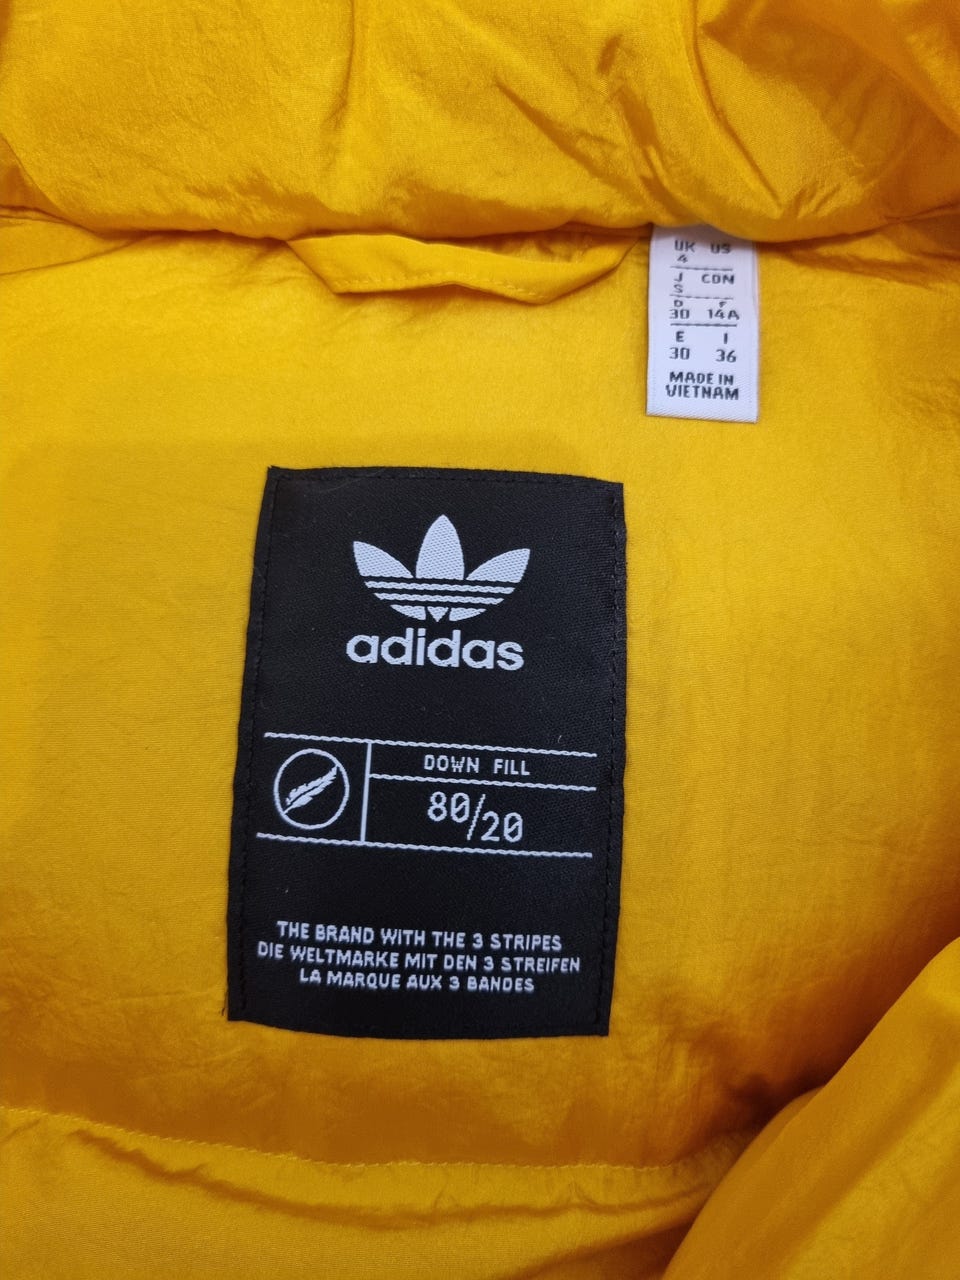 UK US
4
J CDN
S
D F
30 14A
E I
30 36
MADE IN
VIETNAM
adidas
DOWN FILL
80/20
THE BRAND WITH THE 3 STRIPES
DIE WELTMARKE MIT DEN 3 STREIFEN
LA MARQUE AUX 3 BANDES